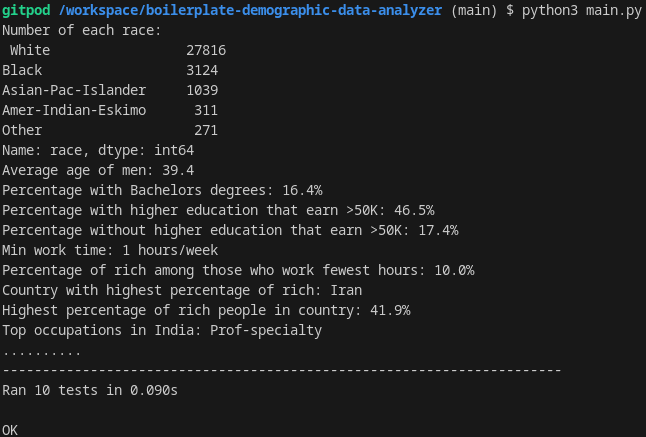 gitpod /workspace/boilerplate-demographic-data-analyzer (main) $ python3 main.py
Number of each race:
 White                 27816
Black                  3124
Asian-Pac-Islander     1039
Amer-Indian-Eskimo      311
Other                   271
Name: race, dtype: int64
Average age of men: 39.4
Percentage with Bachelors degrees: 16.4%
Percentage with higher education that earn >50K: 46.5%
Percentage without higher education that earn >50K: 17.4%
Min work time: 1 hours/week
Percentage of rich among those who work fewest hours: 10.0%
Country with highest percentage of rich: Iran
Highest percentage of rich people in country: 41.9%
Top occupations in India: Prof-specialty
..........
----------------------------------------------------------------------
Ran 10 tests in 0.090s

OK